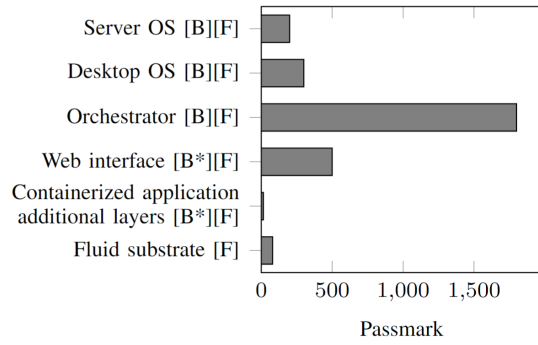 Server OS [B][F]
Desktop OS [B][F]
Orchestrator [B][F]
Web interface [B*][F]
Containerized application
additional layers [B*][F]
Fluid substrate [F]
0 500 1,000 1,500
Passmark